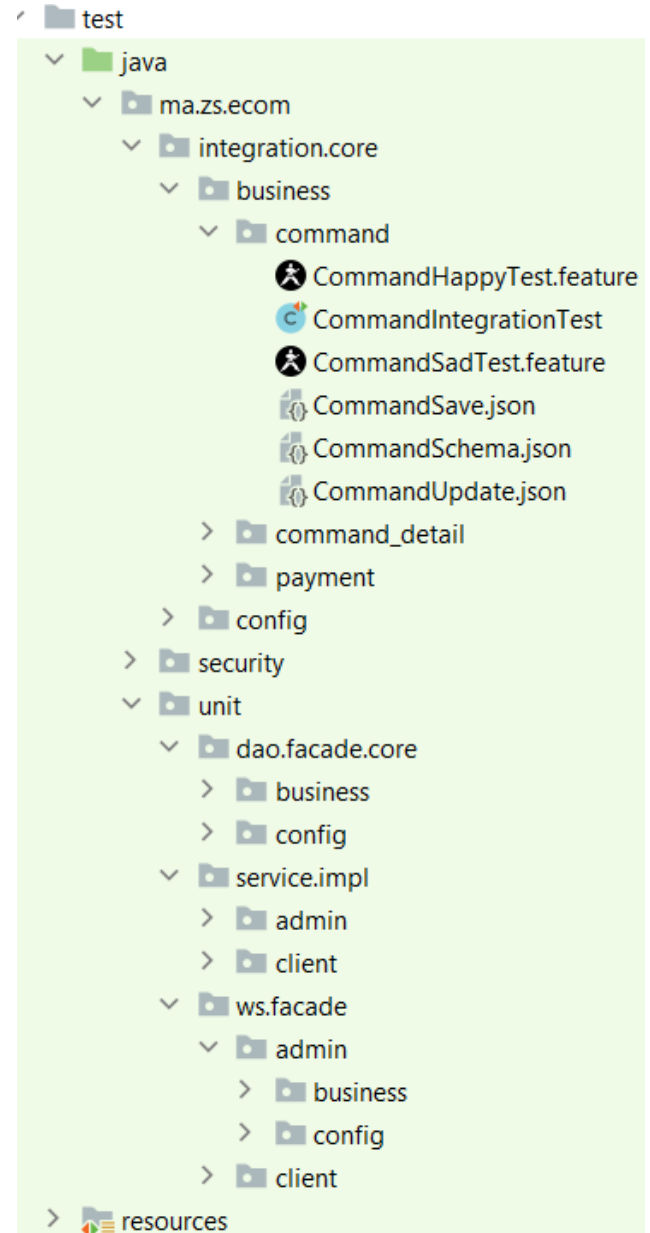 test
java
ma.zs.ecom
integration.core
business
command
CommandHappyTest.feature
CommandIntegrationTest
CommandSadTest.feature
CommandSave.json
CommandSchema.json
CommandUpdate.json
command_detail
payment
config
security
unit
dao.facade.core
business
config
service.impl
admin
client
ws.facade
admin
business
config
client
resources